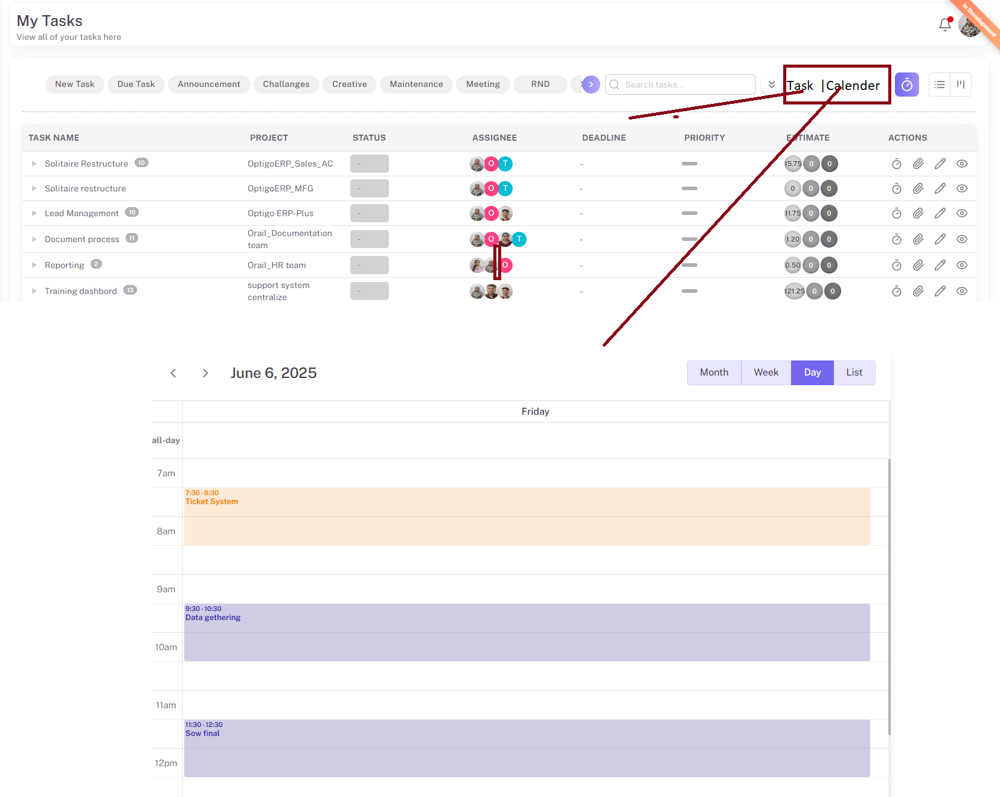 My Tasks
View all of your tasks here
In Development
New Task Due Task Announcement Challanges Creative Maintenance Meeting RND Search tasks... Task |Calender
TASK NAME PROJECT STATUS ASSIGNEE DEADLINE PRIORITY ESTIMATE ACTIONS
Solitaire Restructure 10 OptigoERP_Sales_AC - O T - 15.75 0 0
Solitaire restructure OptigoERP_MFG - O T - 0 0 0
Lead Management 10 Optigo ERP-Plus - O - 11.75 0 0
Document process 11 Orail_Documentation team - O T - 1.20 0 0
Reporting 2 Orail_HR team - O - 0.50 0 0
Training dashbord 13 support system centralize - - 121.25 0 0
June 6, 2025 Month Week Day List
Friday
all-day
7am
7:30 - 8:30
Ticket System
8am
9am
9:30 - 10:30
Data gethering
10am
11am
11:30 - 12:30
Sow final
12pm